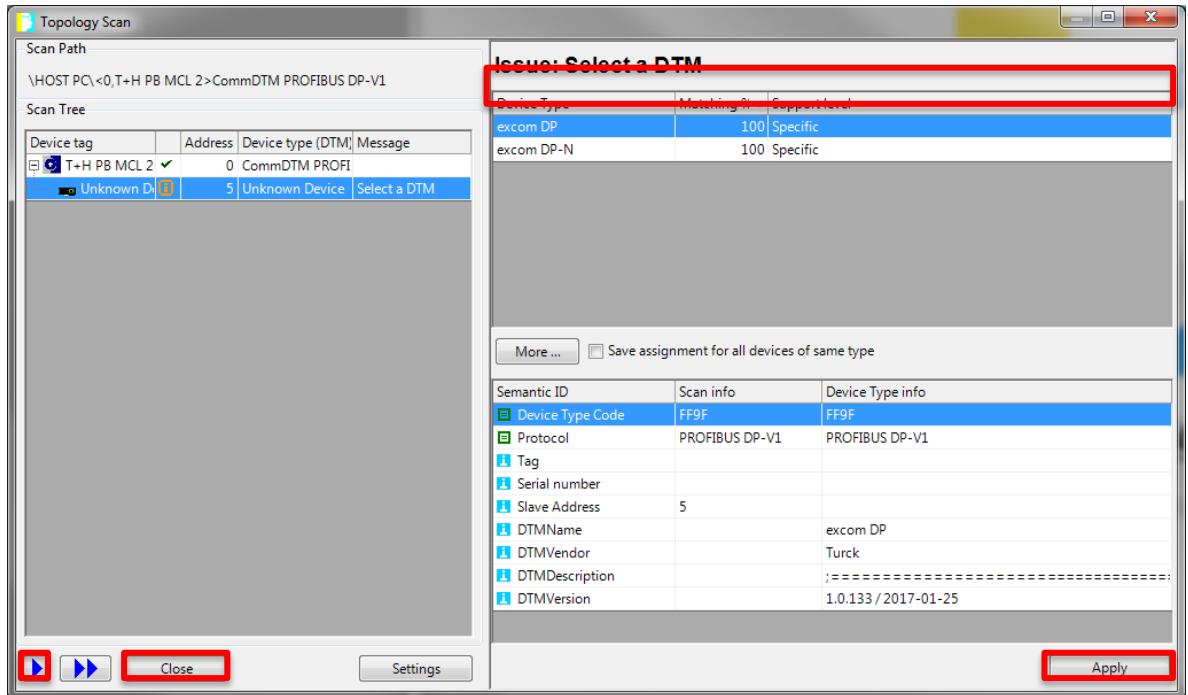 Topology Scan
Scan Path
\HOST PC\<0,T+H PB MCL 2>CommDTM PROFIBUS DP-V1
Scan Tree
Device tag Address Device type (DTM) Message
T+H PB MCL 2 0 CommDTM PROFI
Unknown De 5 Unknown Device Select a DTM
Close
Settings
Issue: Select a DTM
Device Type Matching fit Support level
excom DP 100 Specific
excom DP-N 100 Specific
More ... Save assignment for all devices of same type
Semantic ID Scan info Device Type info
Device Type Code FF9F FF9F
Protocol PROFIBUS DP-V1 PROFIBUS DP-V1
Tag
Serial number
Slave Address 5
DTMName excom DP
DTMVendor Turck
DTMDescription ;==================================
DTMVersion 1.0.133 / 2017-01-25
Apply